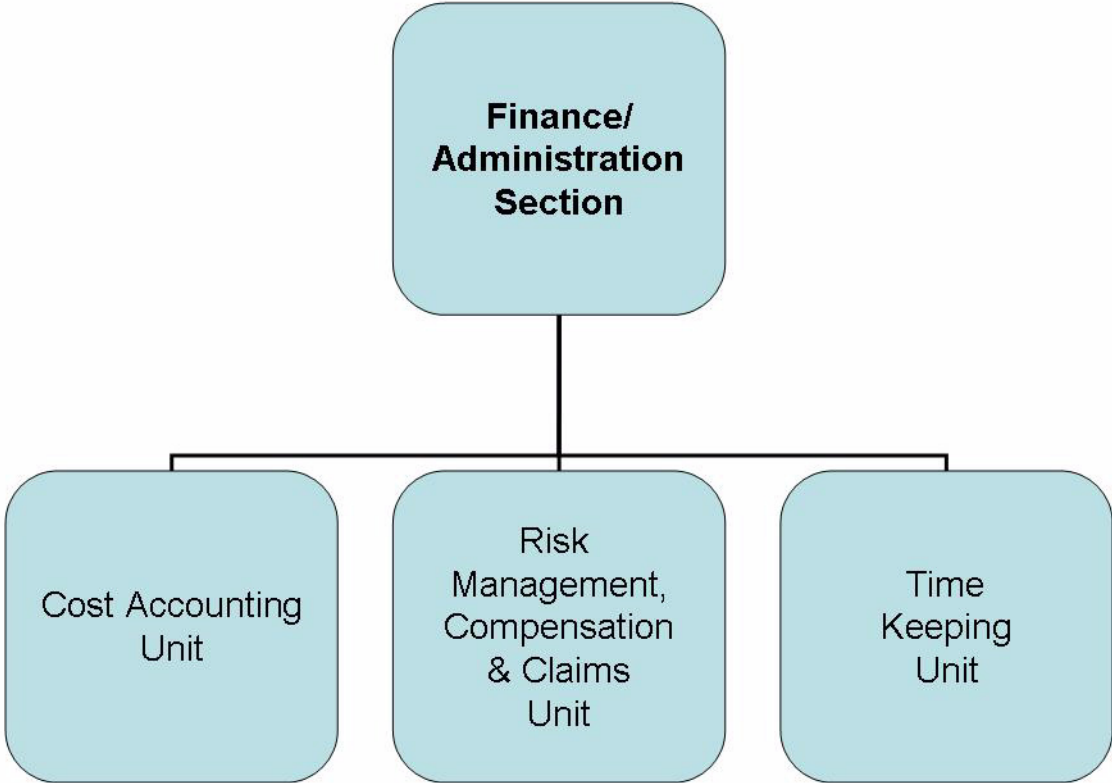 Finance/
Administration
Section
Cost Accounting
Unit
Risk
Management,
Compensation
& Claims
Unit
Time
Keeping
Unit